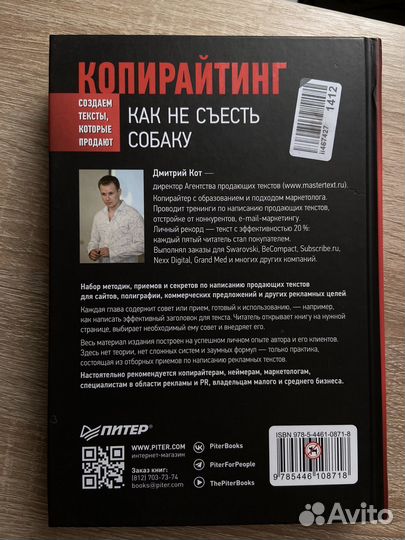 КОПИРАЙТИНГ
СОЗДАЕМ
ТЕКСТЫ,
КОТОРЫЕ
ПРОДАЮТ
КАК НЕ СЪЕСТЬ
СОБАКУ
1412
ii467422
Дмитрий Кот —
директор Агентства продающих текстов (www.mastertext.ru).
Копирайтер с образованием и подходом маркетолога.
Проводит тренинги по написанию продающих текстов,
отстройке от конкурентов, e-mail-маркетингу.
Личный рекорд — текст с эффективностью 20 %:
каждый пятый читатель стал покупателем.
Выполнял заказы для Swarovski, BeCompact, Subscribe.ru,
Nexx Digital, Grand Med и многих других компаний.
Набор методик, приемов и секретов по написанию продающих текстов
для сайтов, полиграфии, коммерческих предложений и других рекламных целей
Каждая глава содержит совет или прием, готовый к использованию, — например,
как написать эффективный заголовок для текста. Читатель открывает книгу на нужной
странице, выбирает необходимый ему совет и внедряет его.
Весь материал издания построен на успешном личном опыте автора и его клиентов.
Здесь нет теории, нет сложных систем и заумных формул — только практика,
состоящая из отборных приемов по написанию рекламных текстов.
Настоятельно рекомендуется копирайтерам, неймерам, маркетологам,
специалистам в области рекламы и PR, владельцам малого и среднего бизнеса.
ПИТЕР
WWW.PITER.COM
интернет-магазин
Заказ книг:
(812) 703-73-74
books@piter.com
PiterBooks
PiterForPeople
ThePiterBooks
ISBN: 978-5-4461-0871-8
9 785446 108718
Avito